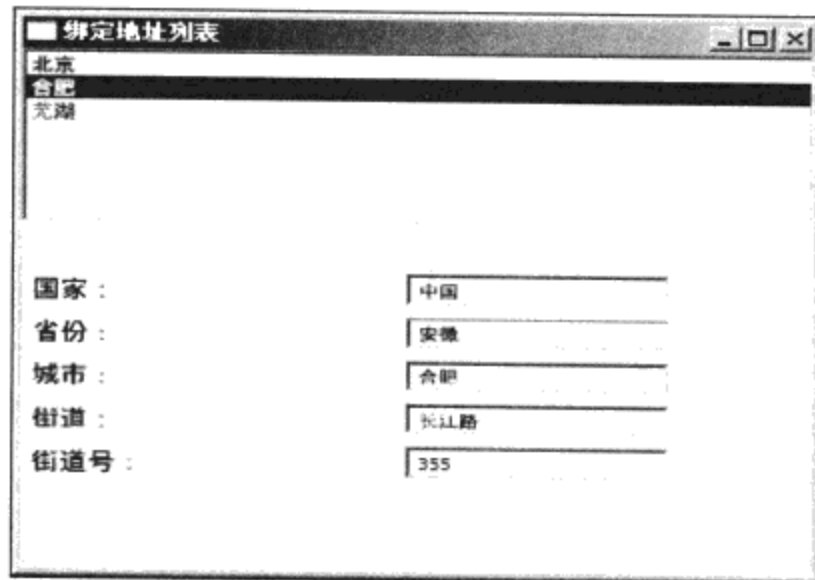 绑定地址列表
北京
合肥
芜湖
国家： 中国
省份： 安徽
城市： 合肥
街道： 长江路
街道号： 355